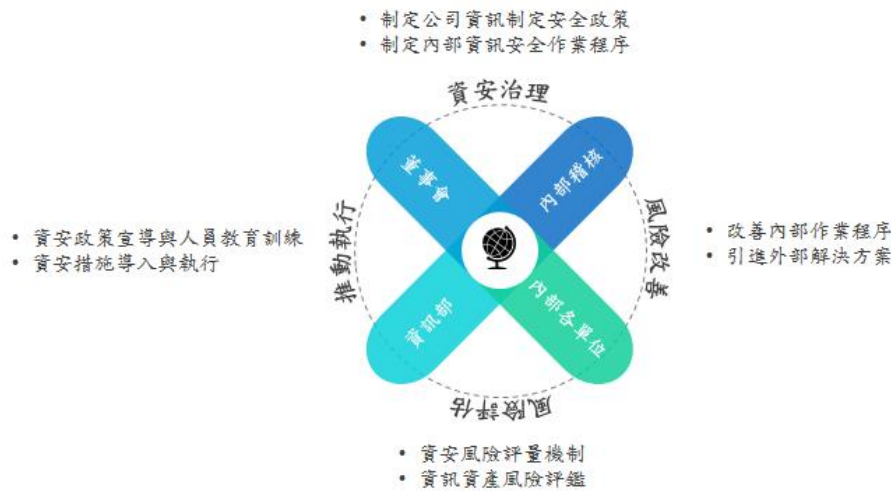 • 制定公司資訊制定安全政策
• 制定內部資訊安全作業程序
資安治理
董事會
內部稽核
推動執行
風險改善
• 資安政策宣導與人員教育訓練
• 資安措施導入與執行
• 改善內部作業程序
• 引進外部解決方案
資訊部
內部各單位
風險評估
• 資安風險評量機制
• 資訊資產風險評鑑